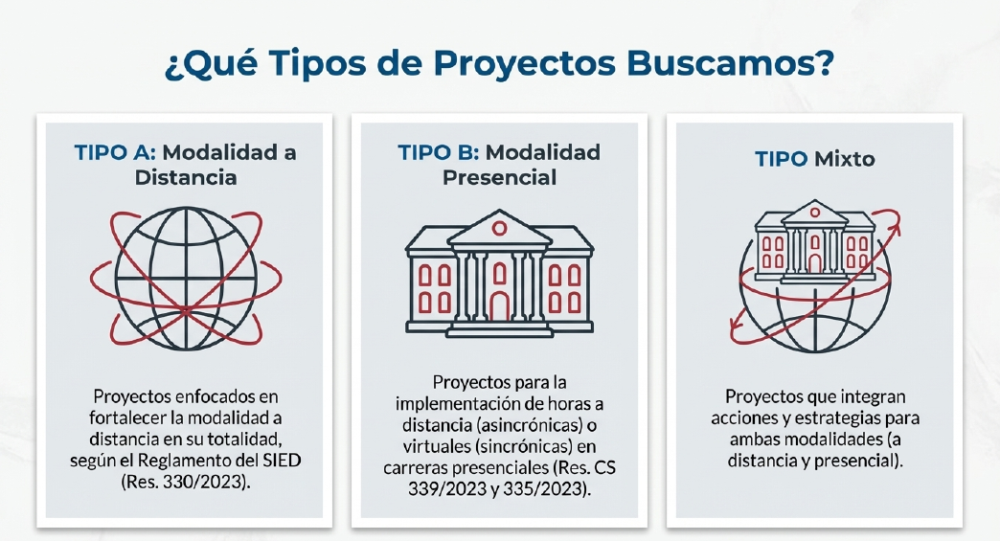 ¿Qué Tipos de Proyectos Buscamos?
TIPO A: Modalidad a
Distancia
Proyectos enfocados en
fortalecer la modalidad a
distancia en su totalidad,
según el Reglamento del SIED
(Res. 330/2023).
TIPO B: Modalidad
Presencial
Proyectos para la
implementación de horas a
distancia (asincrónicas) o
virtuales (sincrónicas) en
carreras presenciales (Res. CS
339/2023 y 335/2023).
TIPO Mixto
Proyectos que integran
acciones y estrategias para
ambas modalidades (a
distancia y presencial).